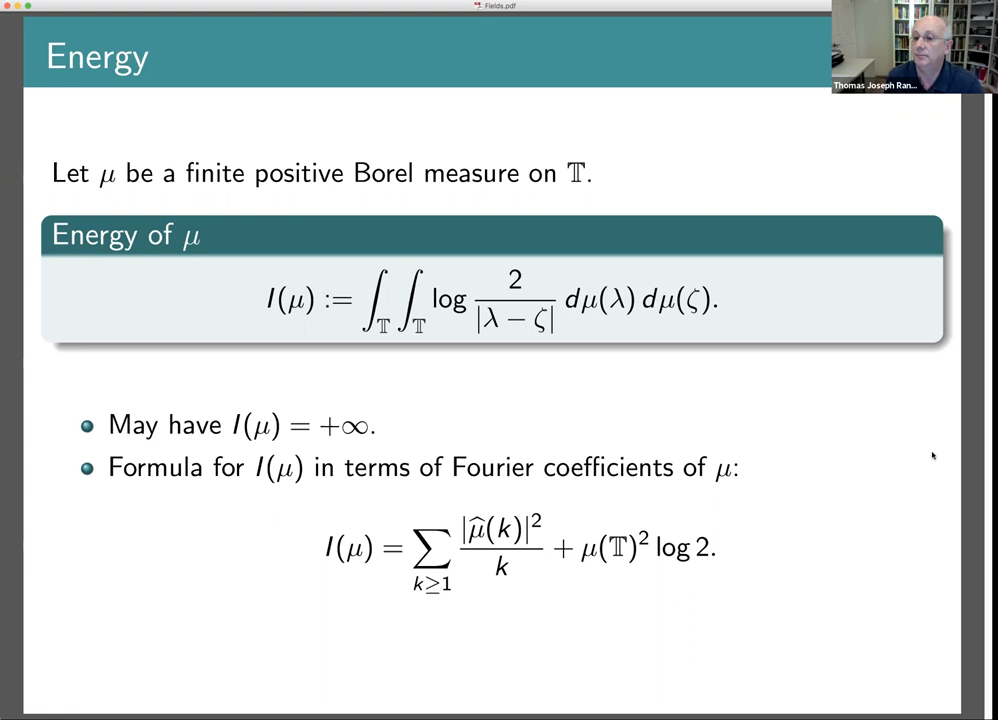 Fields.pdf
Energy
Thomas Joseph Ran...
Let μ be a finite positive Borel measure on 𝕋.
Energy of μ
I(μ) := ∫_𝕋 ∫_𝕋 log 2/|λ − ζ| dμ(λ) dμ(ζ).
May have I(μ) = +∞.
Formula for I(μ) in terms of Fourier coefficients of μ:
I(μ) = ∑_{k≥1} |μ̂(k)|²/k + μ(𝕋)² log 2.